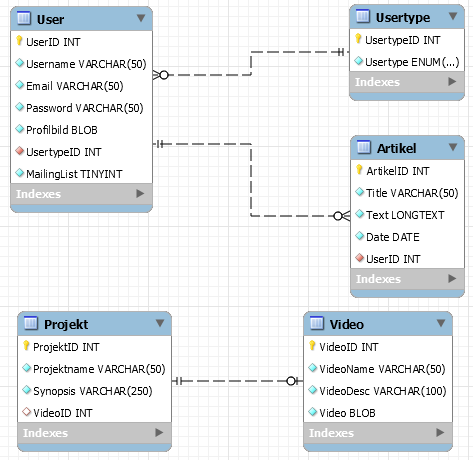 User
UserID INT
Username VARCHAR(50)
Email VARCHAR(50)
Password VARCHAR(50)
Profilbild BLOB
UsertypeID INT
MailingList TINYINT
Indexes
Usertype
UsertypeID INT
Usertype ENUM(...)
Indexes
Artikel
ArtikelID INT
Title VARCHAR(50)
Text LONGTEXT
Date DATE
UserID INT
Indexes
Projekt
ProjektID INT
Projektname VARCHAR(50)
Synopsis VARCHAR(250)
VideoID INT
Indexes
Video
VideoID INT
VideoName VARCHAR(50)
VideoDesc VARCHAR(100)
Video BLOB
Indexes